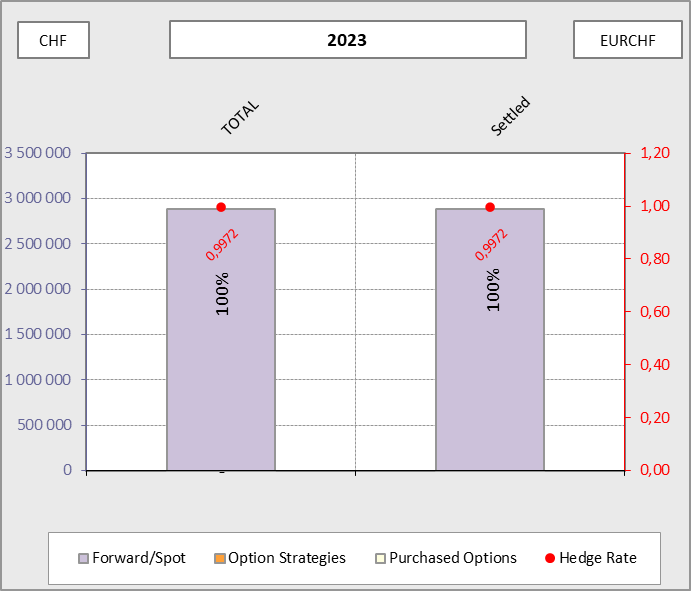 CHF
2023
EURCHF
TOTAL
Settled
3 500 000
3 000 000
2 500 000
2 000 000
1 500 000
1 000 000
500 000
0
0,9972
100%
0,9972
100%
-
1,20
1,00
0,80
0,60
0,40
0,20
0,00
Forward/Spot
Option Strategies
Purchased Options
Hedge Rate